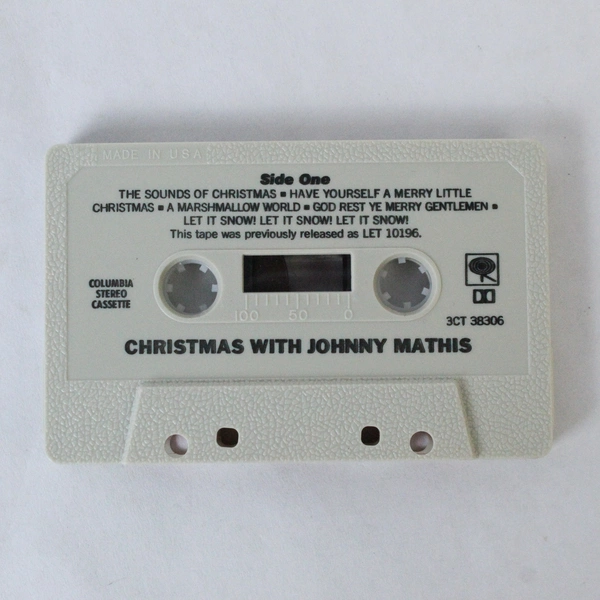 MADE IN U.S.A.
Side One
THE SOUNDS OF CHRISTMAS ▪ HAVE YOURSELF A MERRY LITTLE
CHRISTMAS ▪ A MARSHMALLOW WORLD ▪ GOD REST YE MERRY GENTLEMEN ▪
LET IT SNOW! LET IT SNOW! LET IT SNOW!
This tape was previously released as LET 10196.
COLUMBIA
STEREO
CASSETTE
100 50 0
3CT 38306
CHRISTMAS WITH JOHNNY MATHIS